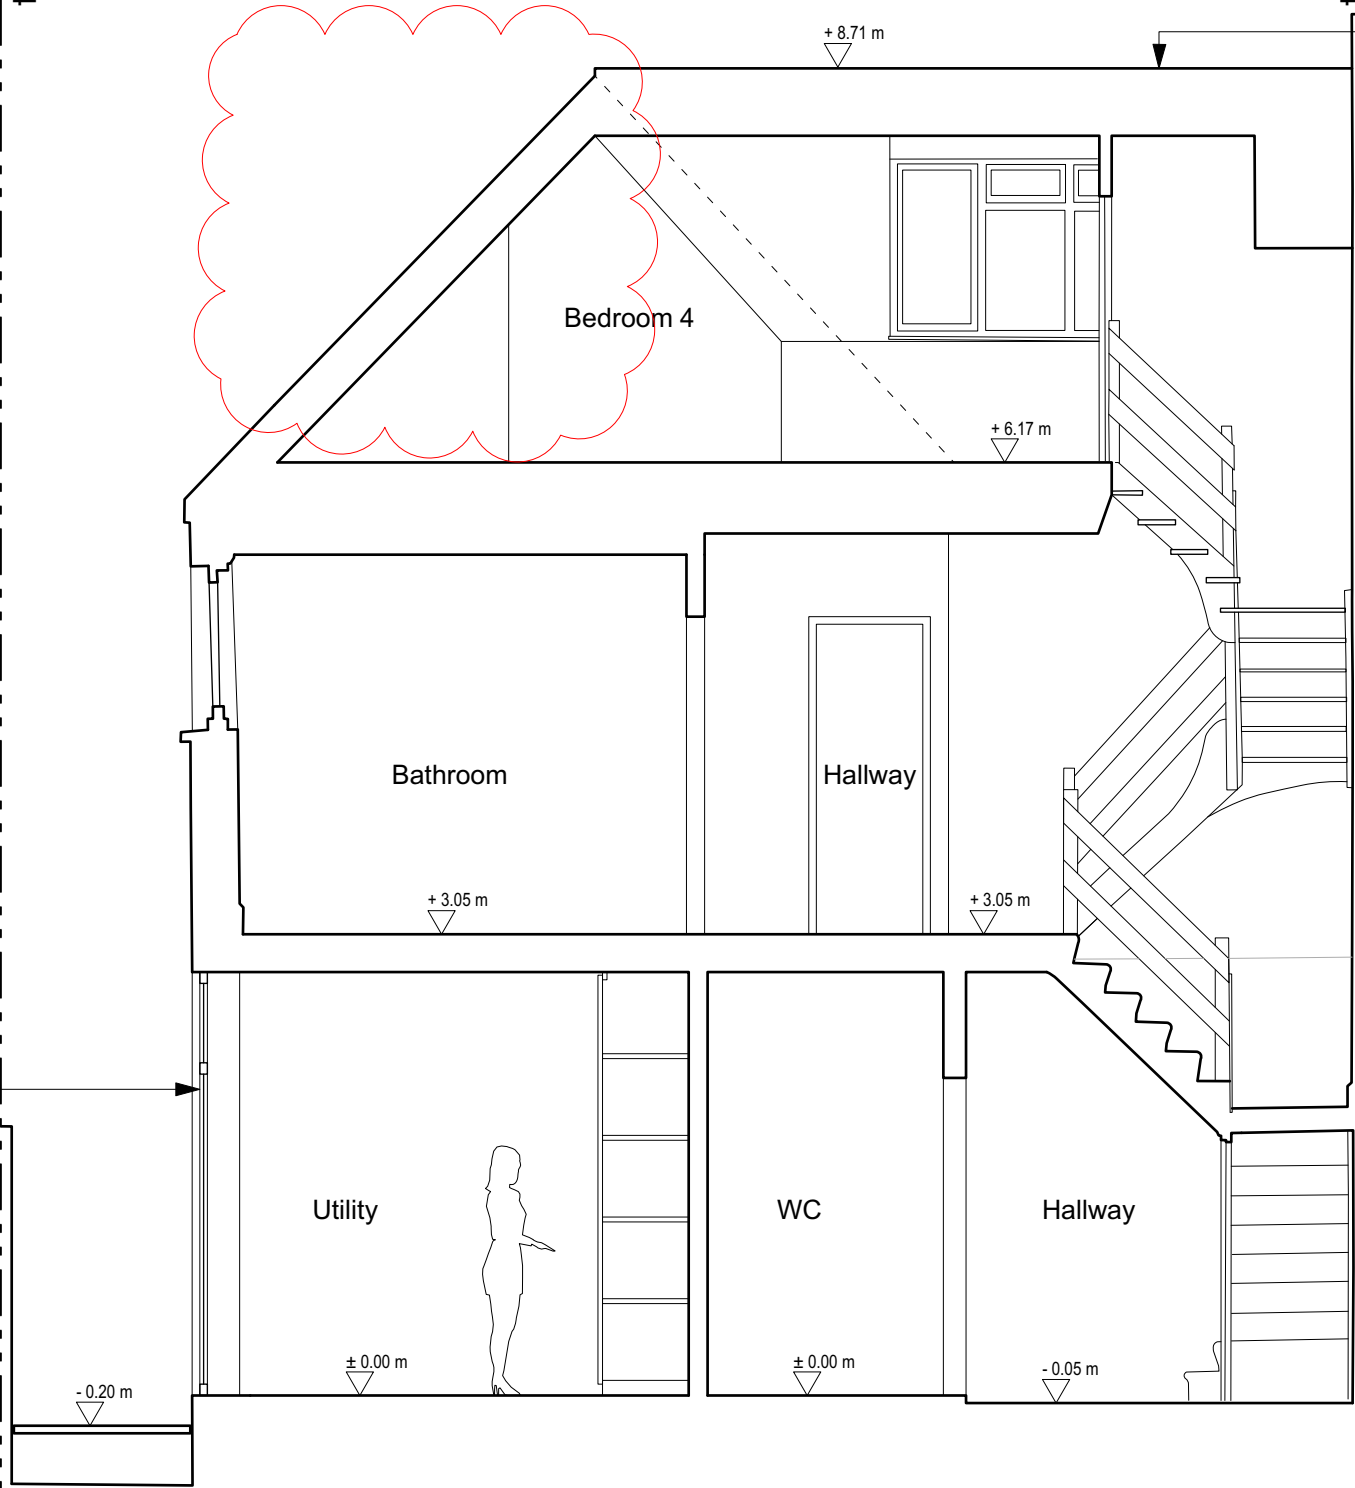 + 8.71 m
Bedroom 4
+ 6.17 m
Bathroom
Hallway
+ 3.05 m
+ 3.05 m
Utility
WC
Hallway
± 0.00 m
± 0.00 m
- 0.05 m
- 0.20 m